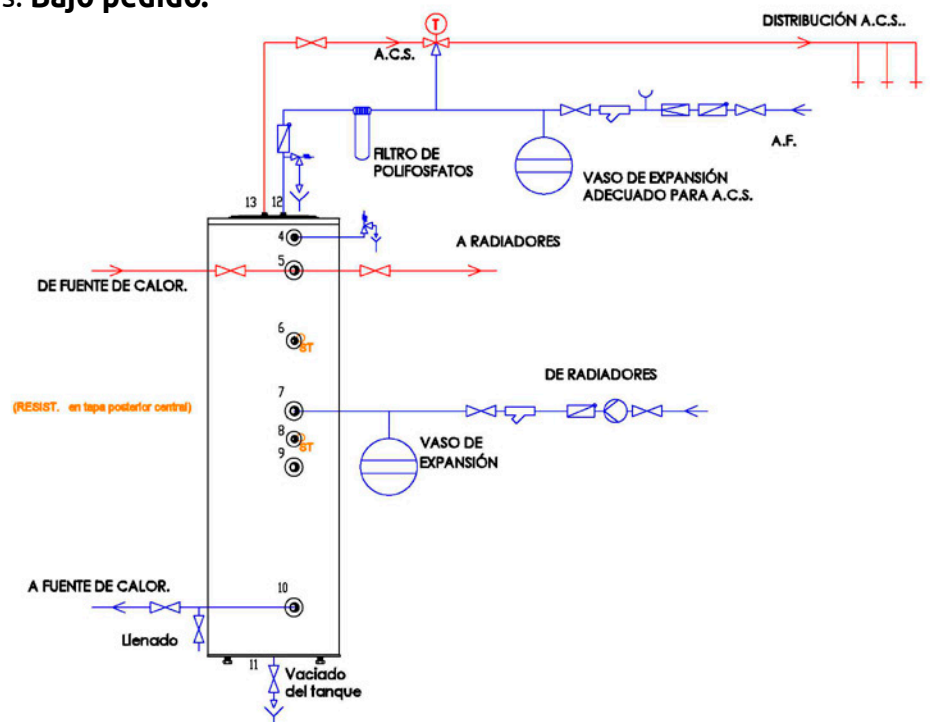 s. Bajo pedido.
DISTRIBUCIÓN A.C.S..
T
A.C.S.
A.F.
FILTRO DE
POLIFOSFATOS
VASO DE EXPANSIÓN
ADECUADO PARA A.C.S.
13
12
4
A RADIADORES
5
DE FUENTE DE CALOR.
6
ST
DE RADIADORES
7
(RESIST. en tapa posterior central)
8
ST
VASO DE
EXPANSIÓN
9
A FUENTE DE CALOR.
10
Llenado
11
Vaciado
del tanque